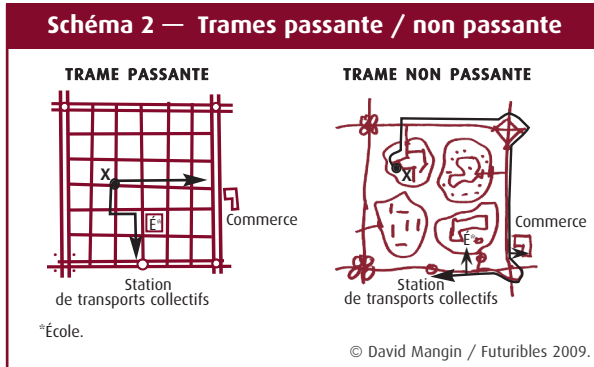 Schéma 2 — Trames passante / non passante
TRAME PASSANTE
X
É*
Commerce
Station
de transports collectifs
*École.
TRAME NON PASSANTE
X
É*
Commerce
Station
de transports collectifs
© David Mangin / Futuribles 2009.